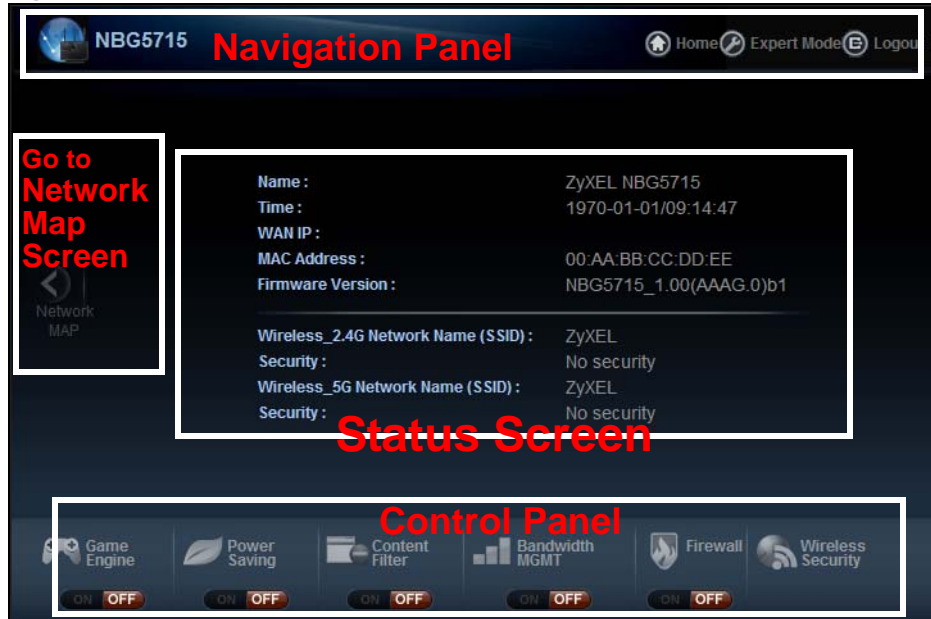 NBG5715
Navigation Panel
Home Expert Mode Logou
Go to
Network
Map
Screen
Network
MAP
Name : ZyXEL NBG5715
Time : 1970-01-01/09:14:47
WAN IP :
MAC Address : 00:AA:BB:CC:DD:EE
Firmware Version : NBG5715_1.00(AAAG.0)b1
Wireless_2.4G Network Name (SSID) : ZyXEL
Security : No security
Wireless_5G Network Name (SSID) : ZyXEL
Security : No security
Status Screen
Control Panel
Game
Engine
Power
Saving
Content
Filter
Bandwidth
MGMT
Firewall
Wireless
Security
ON OFF ON OFF ON OFF ON OFF ON OFF